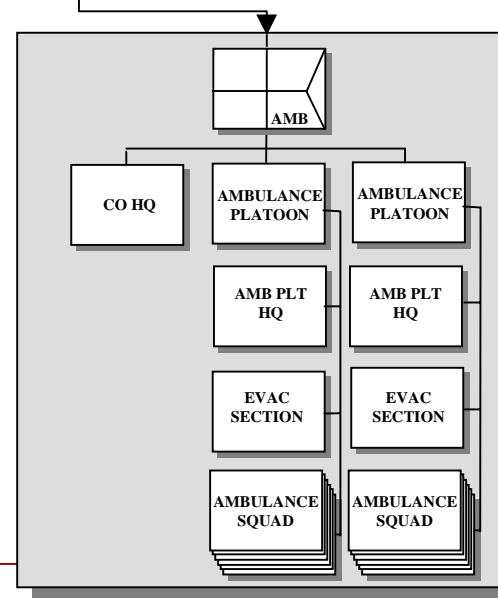 AMB
CO HQ
AMBULANCE
PLATOON
AMBULANCE
PLATOON
AMB PLT
HQ
AMB PLT
HQ
EVAC
SECTION
EVAC
SECTION
AMBULANCE
SQUAD
AMBULANCE
SQUAD